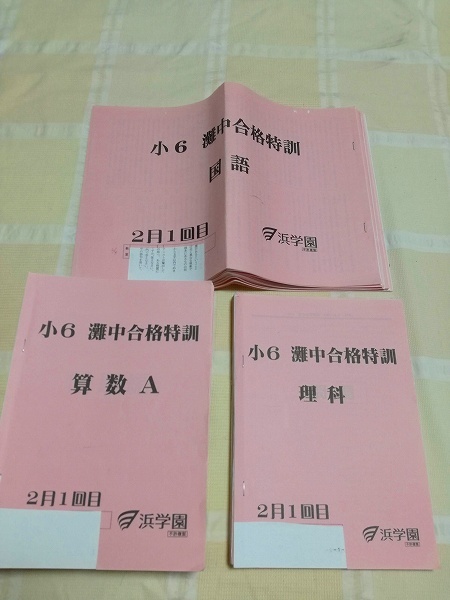 小6 灘中合格特訓
国語
2月1回目
浜学園
小6 灘中合格特訓
算数A
2月1回目
浜学園
小6 灘中合格特訓
理科
2月1回目
浜学園